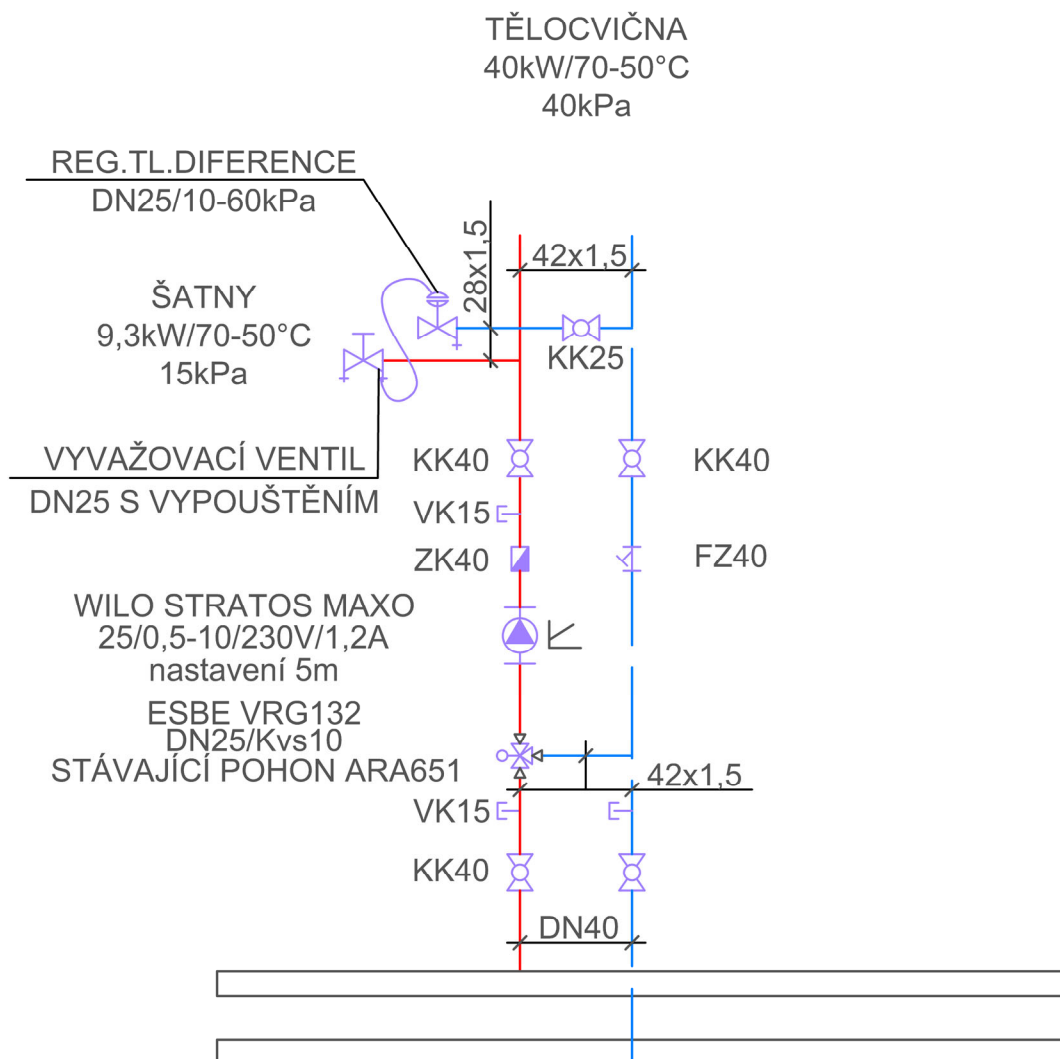 TĚLOCVIČNA
40kW/70-50°C
40kPa
REG.TL.DIFERENCE
DN25/10-60kPa
28x1,5
42x1,5
ŠATNY
9,3kW/70-50°C
15kPa
KK25
VYVAŽOVACÍ VENTIL
DN25 S VYPOUŠTĚNÍM
KK40
KK40
VK15
ZK40
FZ40
WILO STRATOS MAXO
25/0,5-10/230V/1,2A
nastavení 5m
ESBE VRG132
DN25/Kvs10
STÁVAJÍCÍ POHON ARA651
42x1,5
VK15
KK40
DN40